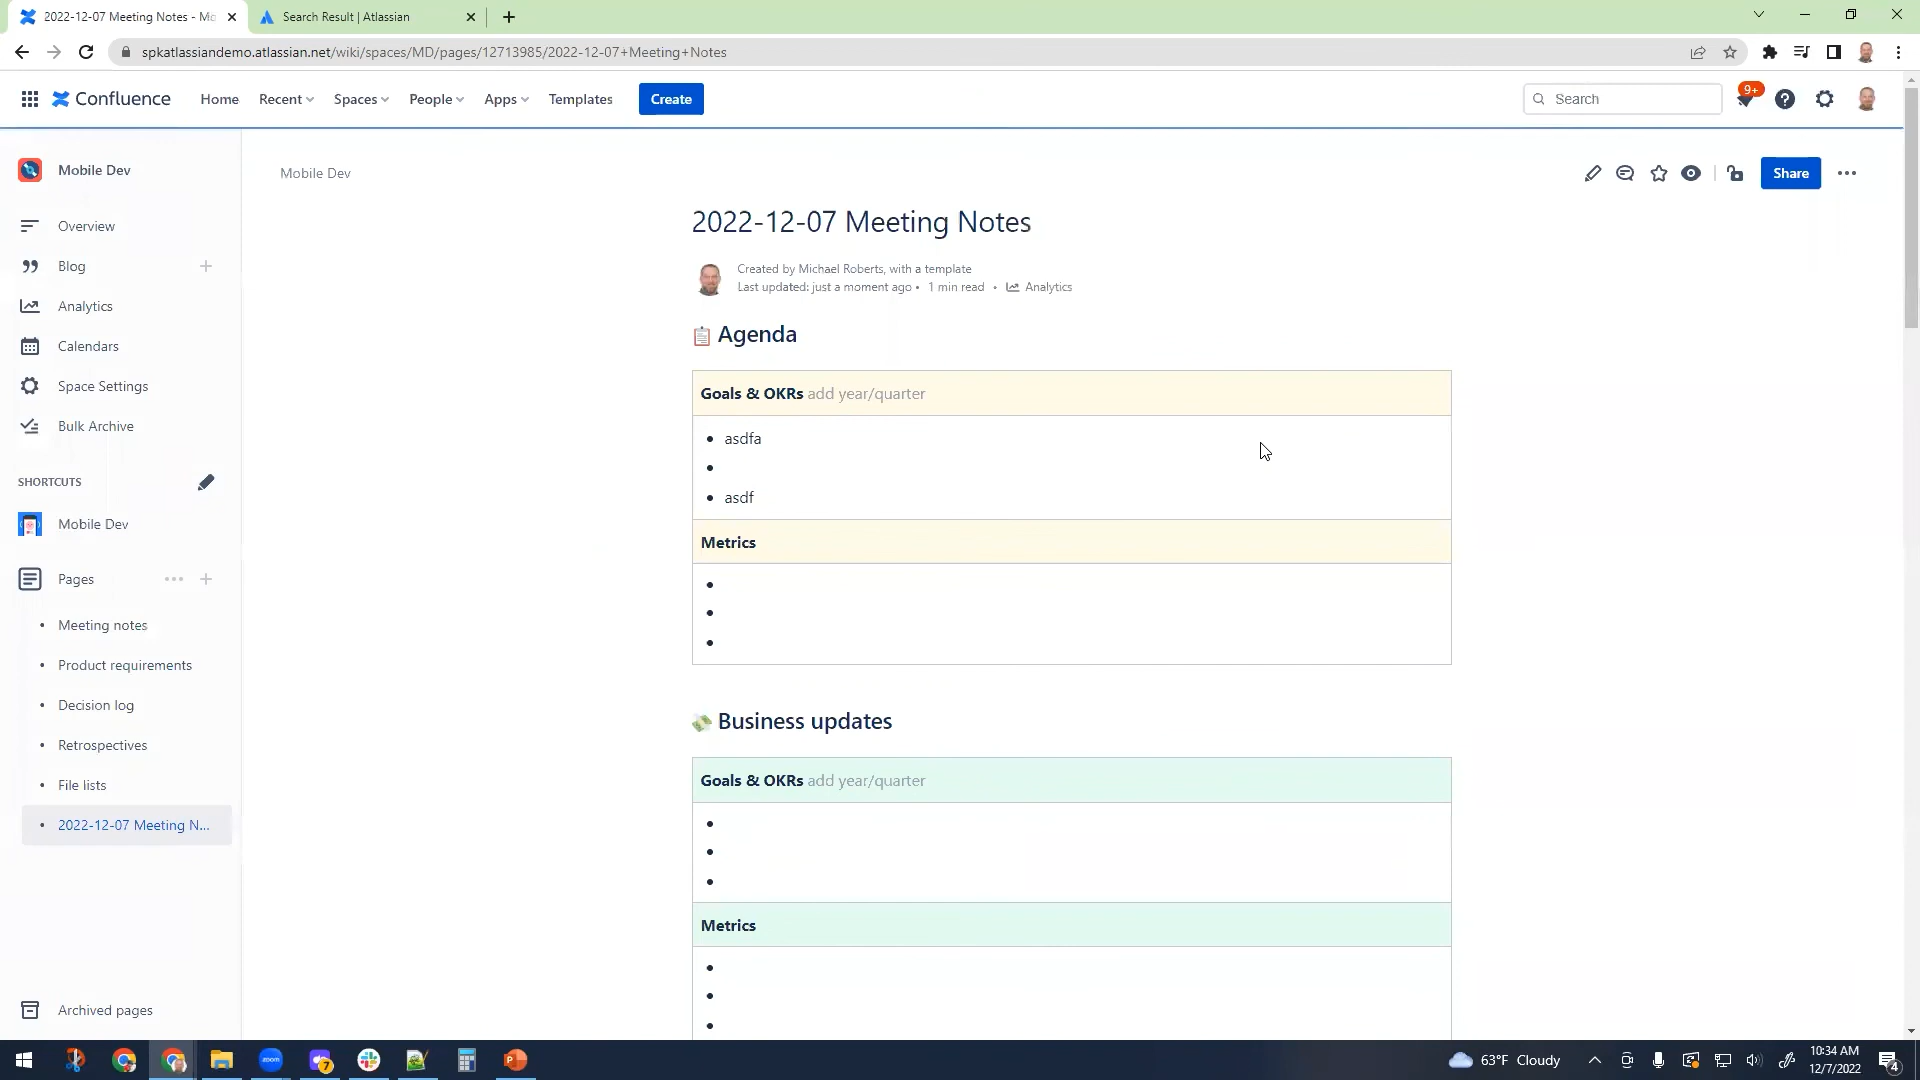 2022-12-07 Meeting Notes - Mo
Search Result | Atlassian
spkatlassiandemo.atlassian.net/wiki/spaces/MD/pages/12713985/2022-12-07+Meeting+Notes
Confluence
Home
Recent
Spaces
People
Apps
Templates
Create
Search
9+
Mobile Dev
Overview
Blog
Analytics
Calendars
Space Settings
Bulk Archive
SHORTCUTS
Mobile Dev
Pages
Meeting notes
Product requirements
Decision log
Retrospectives
File lists
2022-12-07 Meeting N...
Archived pages
Mobile Dev
Share
2022-12-07 Meeting Notes
Created by Michael Roberts, with a template
Last updated: just a moment ago • 1 min read • Analytics
Agenda
Goals & OKRs add year/quarter
• asdfa
•
• asdf
Metrics
•
•
•
Business updates
Goals & OKRs add year/quarter
•
•
•
Metrics
•
•
•
zoom
7
63°F Cloudy
10:34 AM
12/7/2022
4